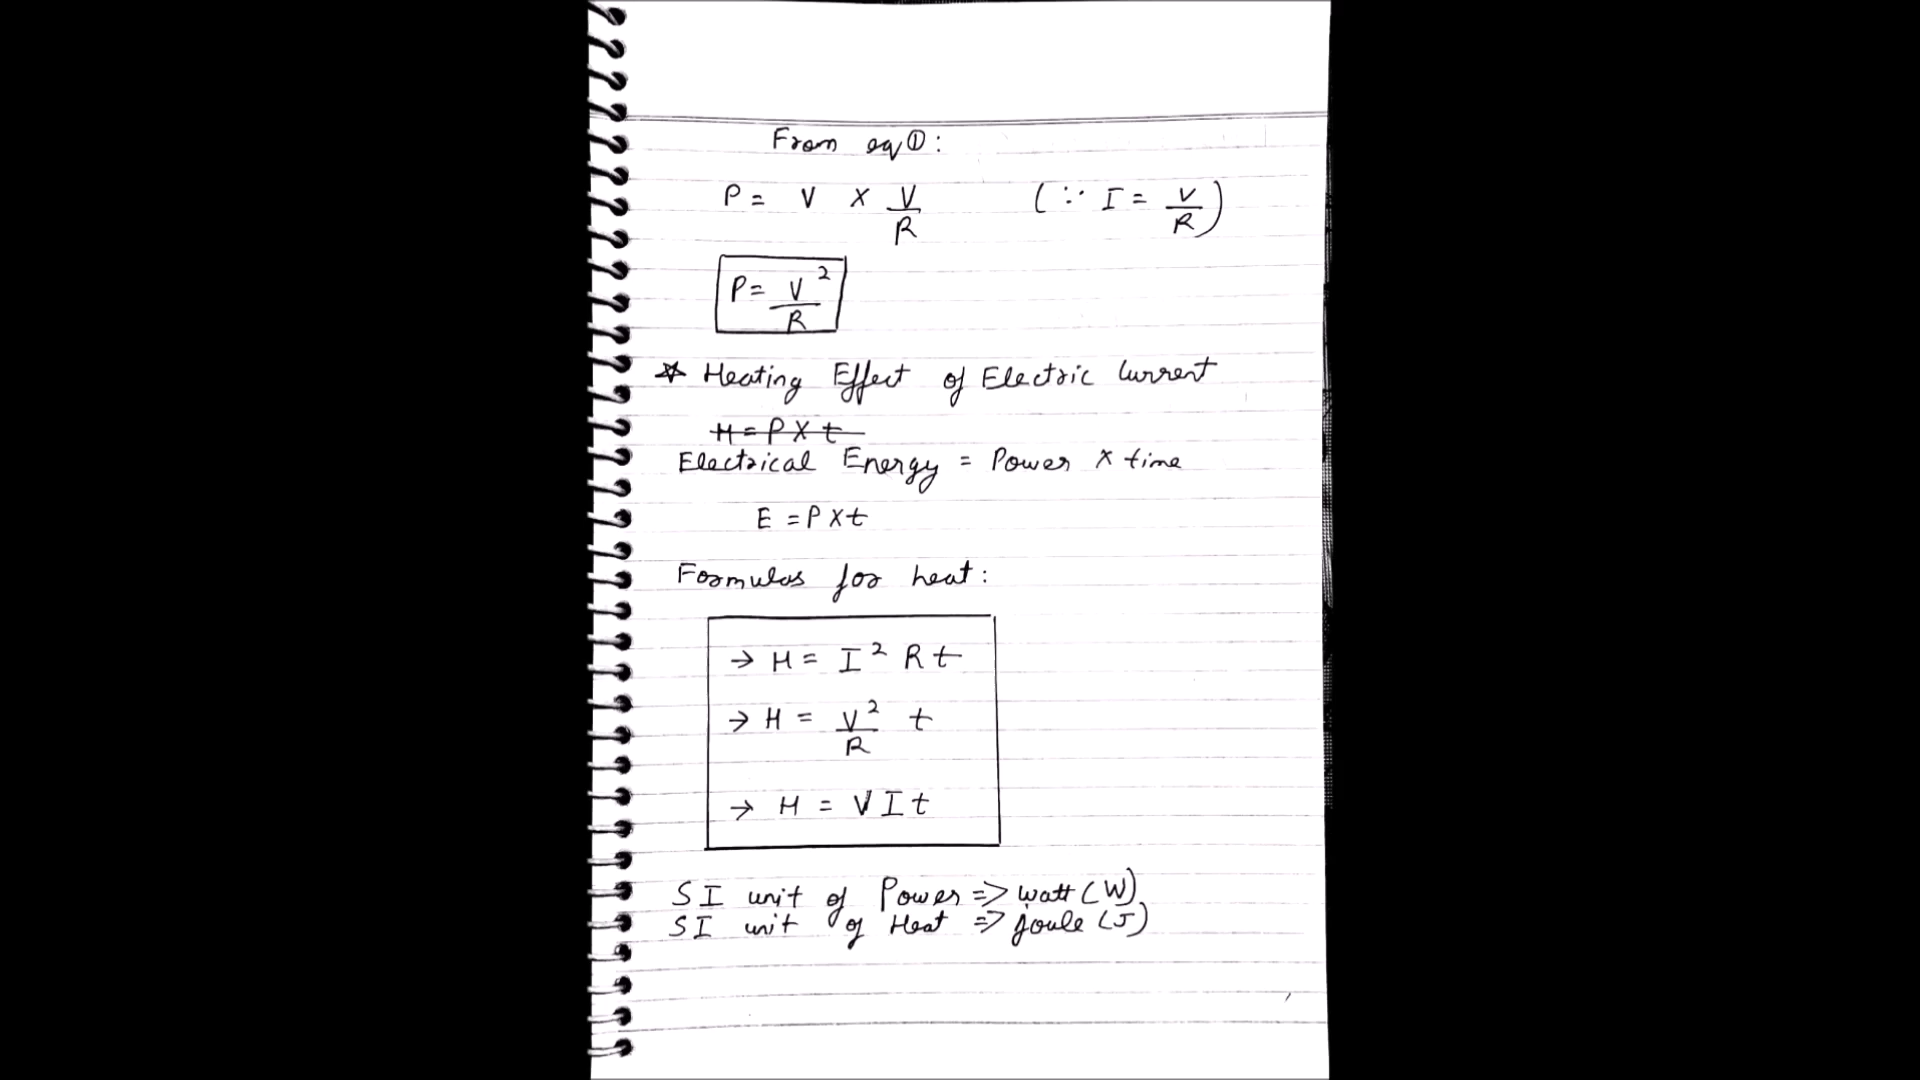 From eq①:
P = V × V/R (∵ I = V/R)
P = V²/R
☆ Heating Effect of Electric Current
H = P × t
Electrical Energy = Power × time
E = P × t
Formulas for heat:
→ H = I² R t
→ H = V²/R t
→ H = V I t
SI unit of Power => watt (W)
SI unit of Heat => joule (J)